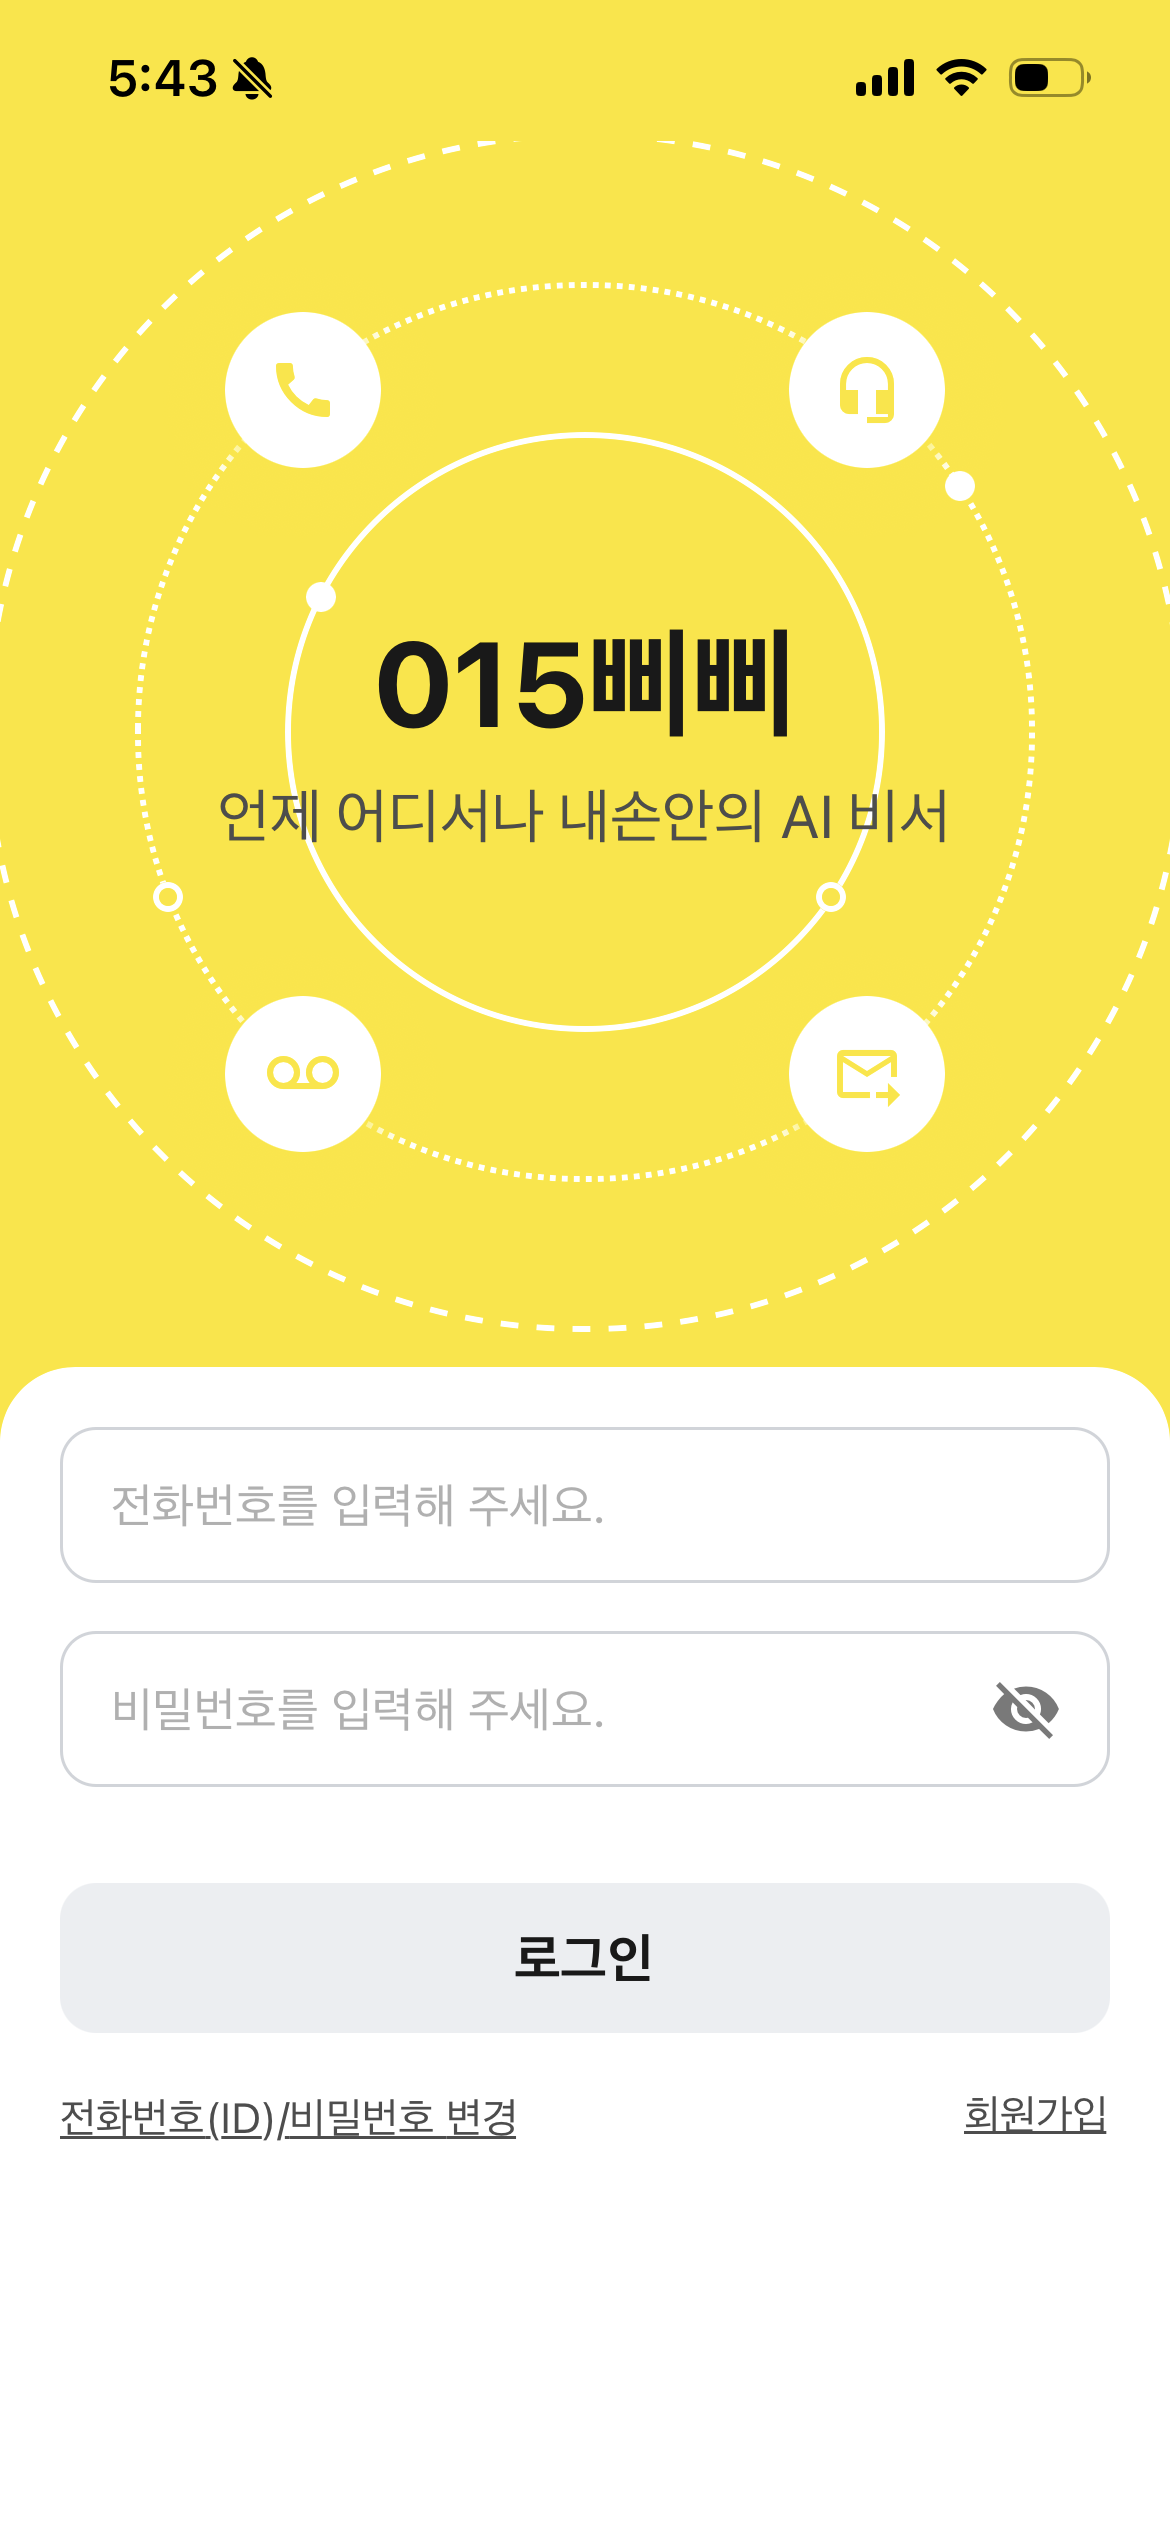 5:43
015삐삐
언제 어디서나 내손안의 AI 비서
전화번호를 입력해 주세요.
비밀번호를 입력해 주세요.
로그인
전화번호(ID)/비밀번호 변경
회원가입